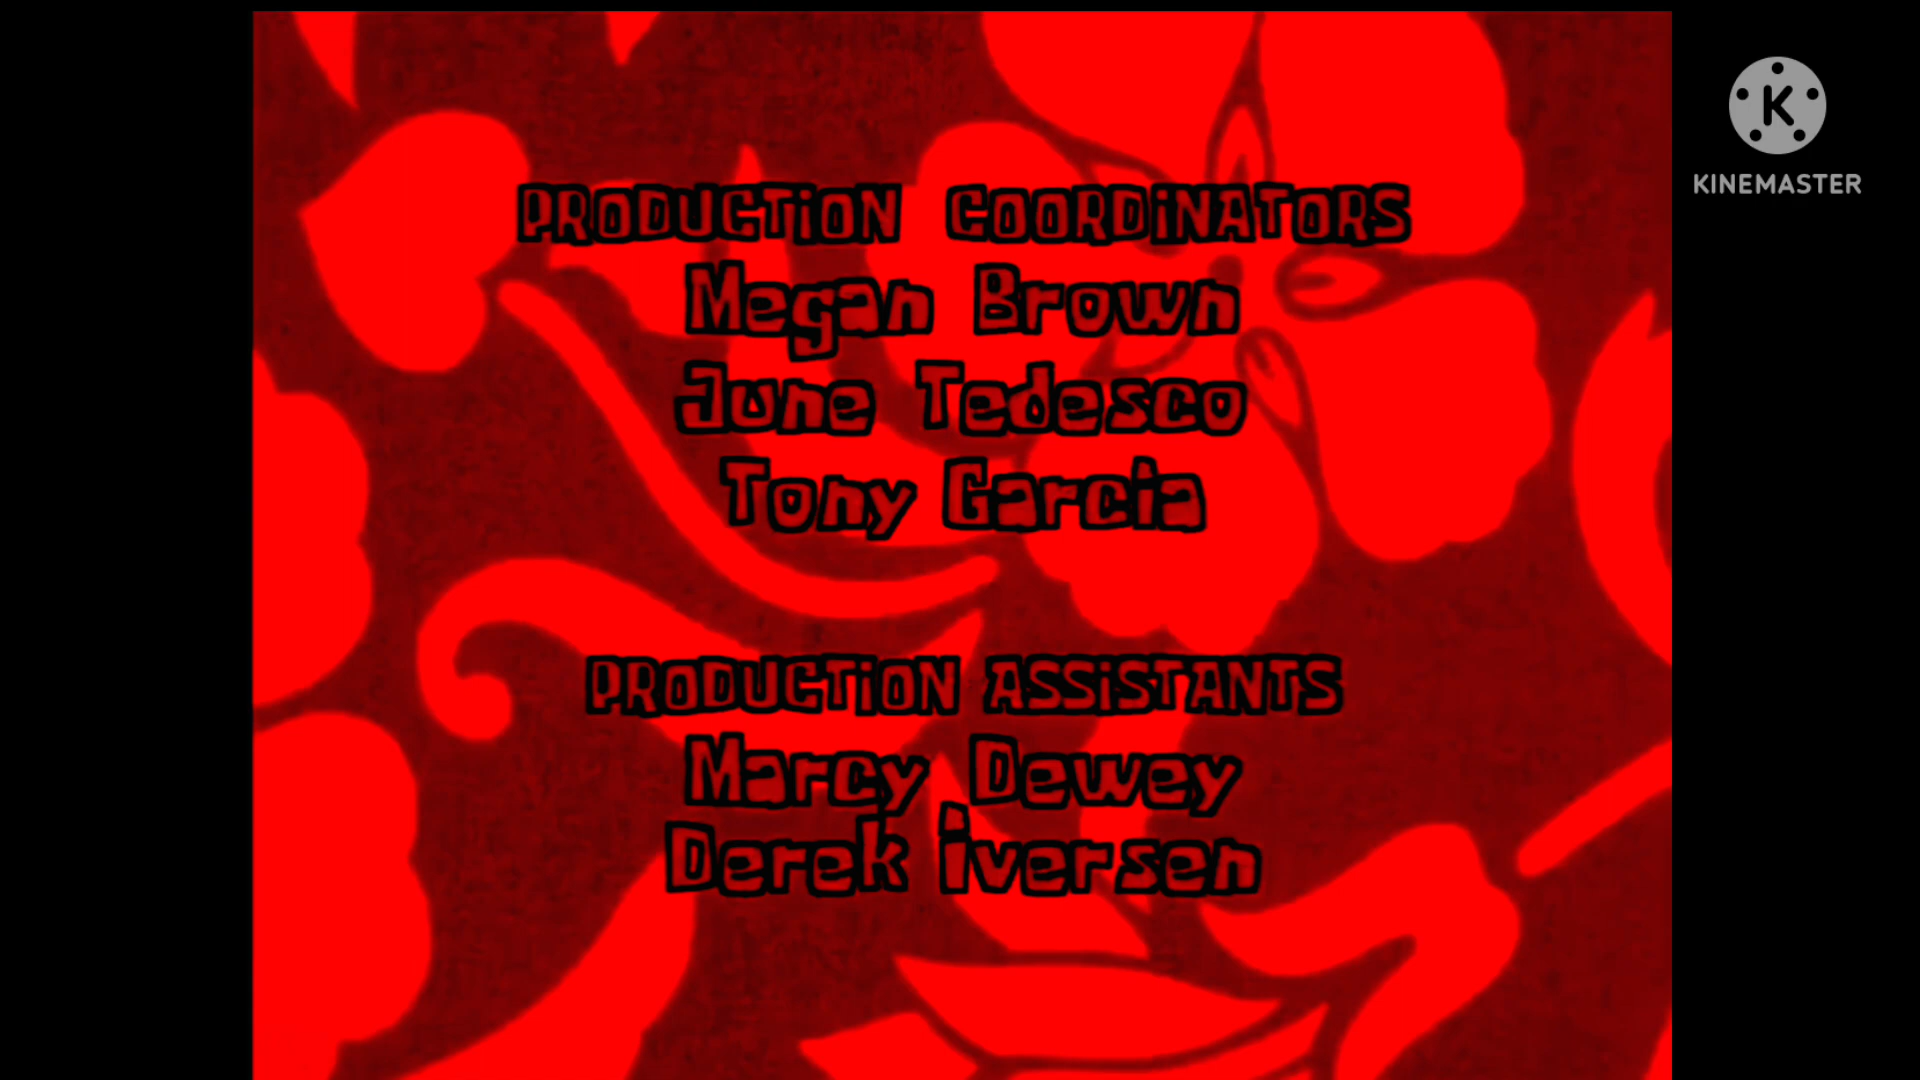 PRODUCTION COORDINATORS
Megan Brown
June Tedesco
Tony Garcia
PRODUCTION ASSISTANTS
Marcy Dewey
Derek Iversen
K
KINEMASTER